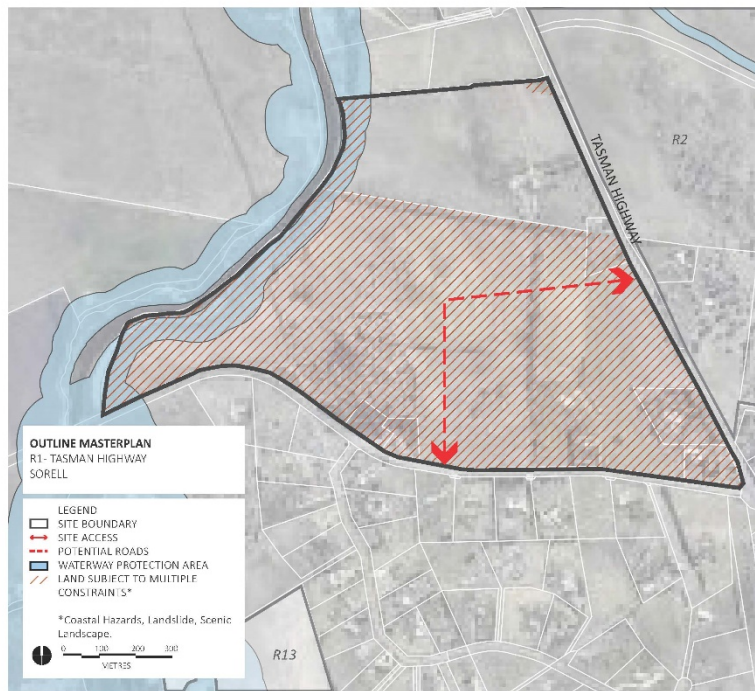 TASMAN HIGHWAY
R2
OUTLINE MASTERPLAN
R1- TASMAN HIGHWAY
SORELL
LEGEND
SITE BOUNDARY
SITE ACCESS
POTENTIAL ROADS
WATERWAY PROTECTION AREA
LAND SUBJECT TO MULTIPLE
CONSTRAINTS*
*Coastal Hazards, Landslide, Scenic
Landscape.
0 100 200 300
METRES
R13